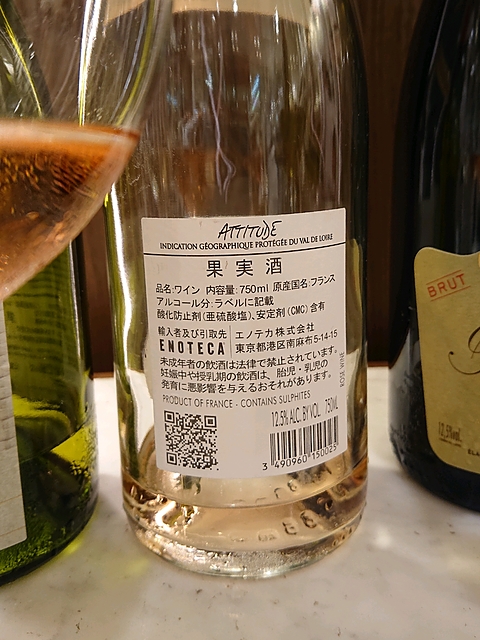 ATTITUDE
INDICATION GÉOGRAPHIQUE PROTÉGÉE DU VAL DE LOIRE
果実酒
品名:ワイン 内容量:750ml 原産国名:フランス
アルコール分:ラベルに記載
酸化防止剤(亜硫酸塩)、安定剤(CMC)含有
輸入者及び引取先 エノテカ株式会社
ENOTECA 東京都港区南麻布5-14-15
未成年者の飲酒は法律で禁止されています。
妊娠中や授乳期の飲酒は、胎児・乳児の
発育に悪影響を与えるおそれがあります。
ROSE WINE
PRODUCT OF FRANCE - CONTAINS SULPHITES
12.5% ALC. BY VOL 750ML
3 490960 150025
BRUT